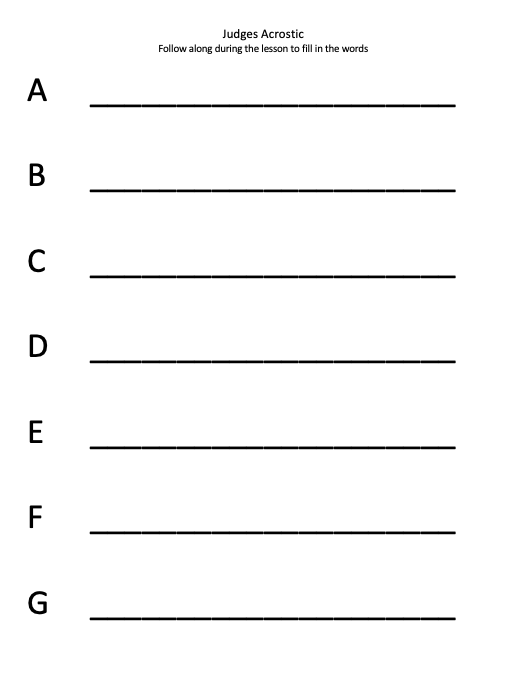 Judges Acrostic
Follow along during the lesson to fill in the words
A
B
C
D
E
F
G